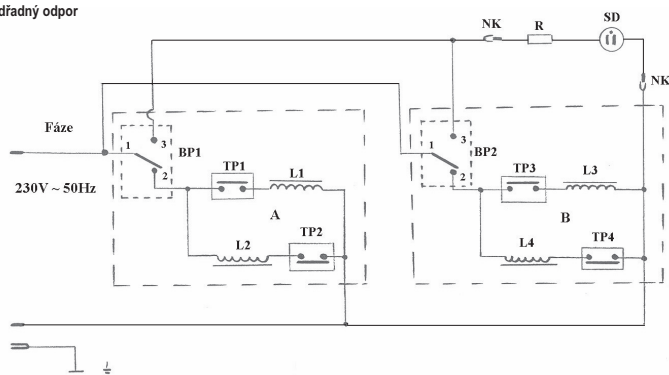 dřadný odpor
SD
NK
R
NK
Fáze
1
3
BP1
2
TP1
L1
230V ~ 50Hz
A
L2
TP2
1
3
BP2
2
TP3
L3
B
L4
TP4